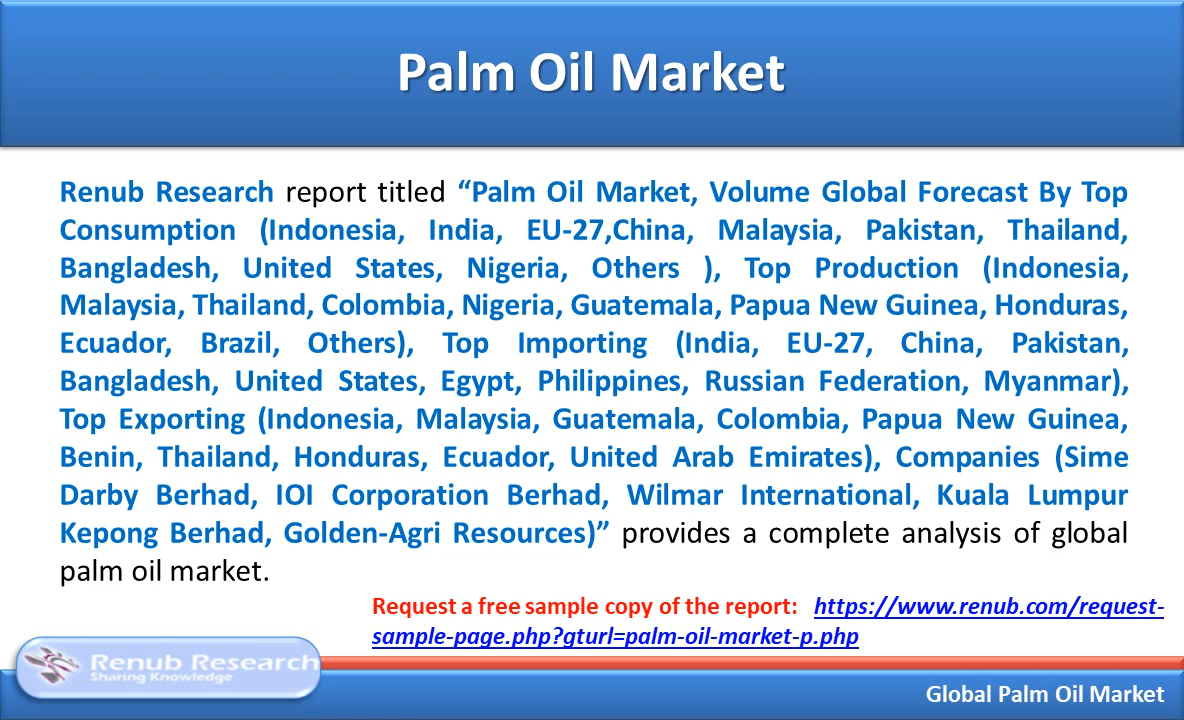 Palm Oil Market
Renub Research report titled “Palm Oil Market, Volume Global Forecast By Top
Consumption (Indonesia, India, EU-27,China, Malaysia, Pakistan, Thailand,
Bangladesh, United States, Nigeria, Others ), Top Production (Indonesia,
Malaysia, Thailand, Colombia, Nigeria, Guatemala, Papua New Guinea, Honduras,
Ecuador, Brazil, Others), Top Importing (India, EU-27, China, Pakistan,
Bangladesh, United States, Egypt, Philippines, Russian Federation, Myanmar),
Top Exporting (Indonesia, Malaysia, Guatemala, Colombia, Papua New Guinea,
Benin, Thailand, Honduras, Ecuador, United Arab Emirates), Companies (Sime
Darby Berhad, IOI Corporation Berhad, Wilmar International, Kuala Lumpur
Kepong Berhad, Golden-Agri Resources)” provides a complete analysis of global
palm oil market.
Request a free sample copy of the report: https://www.renub.com/request-
sample-page.php?gturl=palm-oil-market-p.php
Renub Research
Sharing Knowledge
Global Palm Oil Market